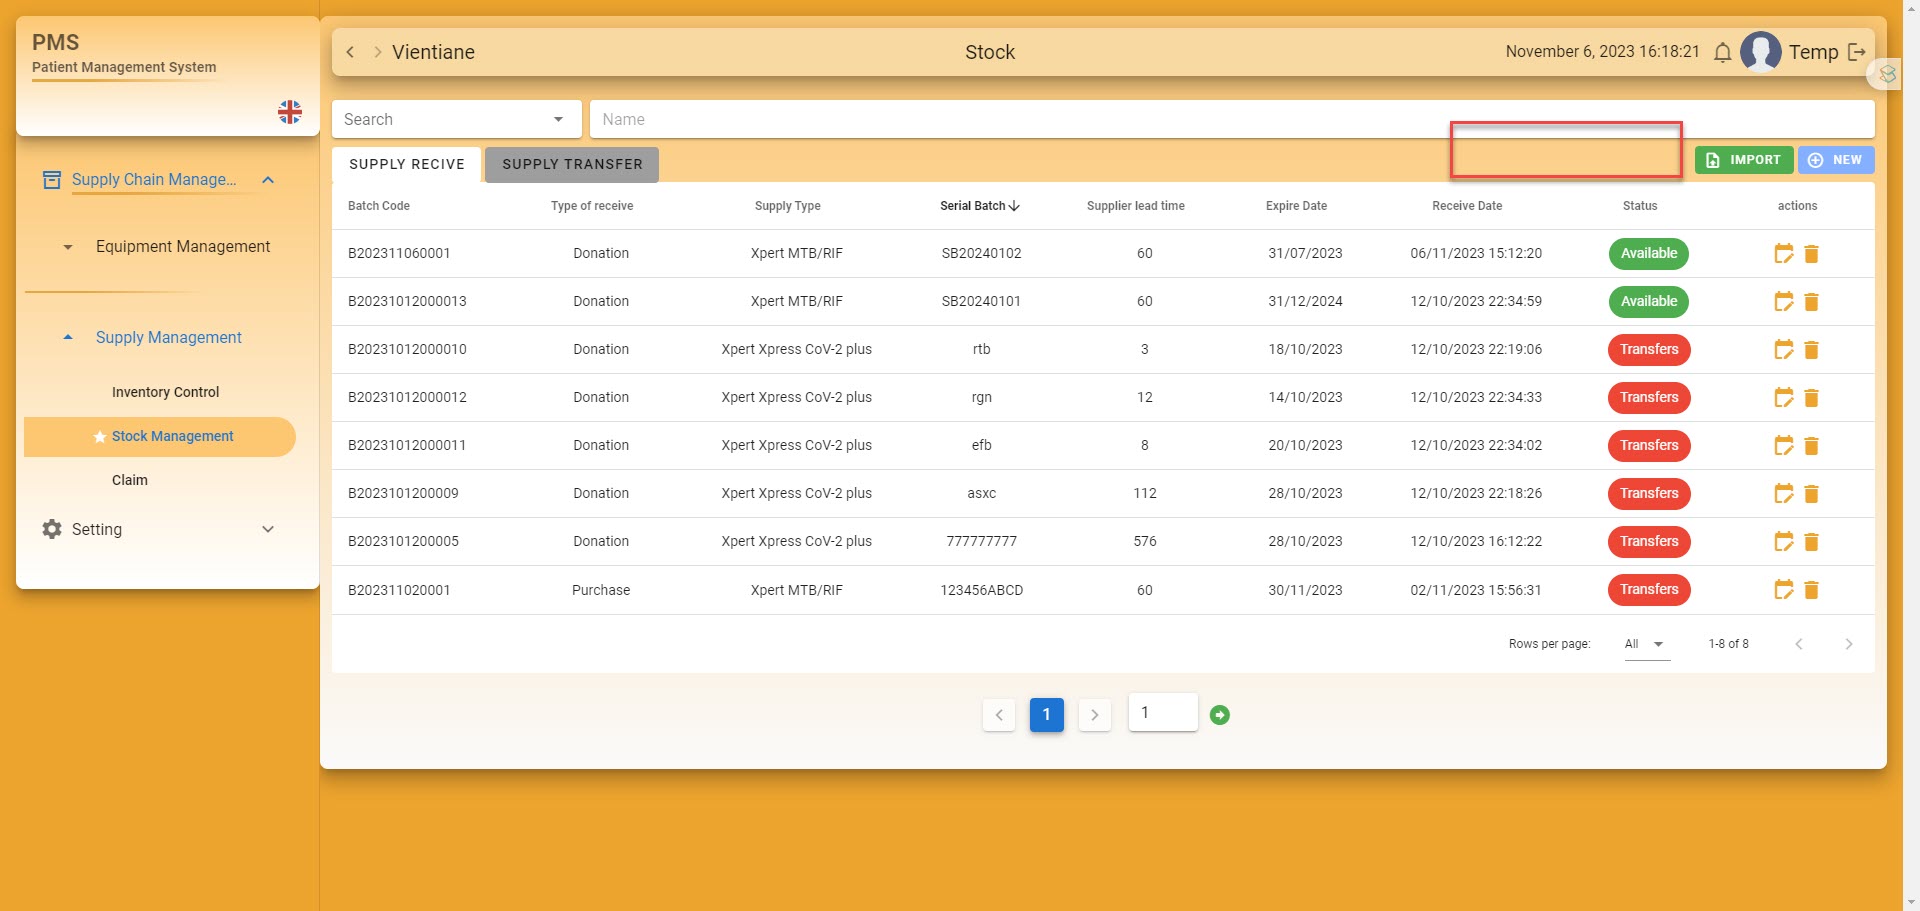 PMS
Patient Management System
Supply Chain Manage...
Equipment Management
Supply Management
Inventory Control
Stock Management
Claim
Setting
Vientiane
Stock
November 6, 2023 16:18:21
Temp
Search
Name
SUPPLY RECIVE
SUPPLY TRANSFER
IMPORT
NEW
Batch Code Type of receive Supply Type Serial Batch Supplier lead time Expire Date Receive Date Status actions
B202311060001 Donation Xpert MTB/RIF SB20240102 60 31/07/2023 06/11/2023 15:12:20 Available
B20231012000013 Donation Xpert MTB/RIF SB20240101 60 31/12/2024 12/10/2023 22:34:59 Available
B20231012000010 Donation Xpert Xpress CoV-2 plus rtb 3 18/10/2023 12/10/2023 22:19:06 Transfers
B20231012000012 Donation Xpert Xpress CoV-2 plus rgn 12 14/10/2023 12/10/2023 22:34:33 Transfers
B20231012000011 Donation Xpert Xpress CoV-2 plus efb 8 20/10/2023 12/10/2023 22:34:02 Transfers
B2023101200009 Donation Xpert Xpress CoV-2 plus asxc 112 28/10/2023 12/10/2023 22:18:26 Transfers
B2023101200005 Donation Xpert Xpress CoV-2 plus 777777777 576 28/10/2023 12/10/2023 16:12:22 Transfers
B202311020001 Purchase Xpert MTB/RIF 123456ABCD 60 30/11/2023 02/11/2023 15:56:31 Transfers
Rows per page: All 1-8 of 8
1 1